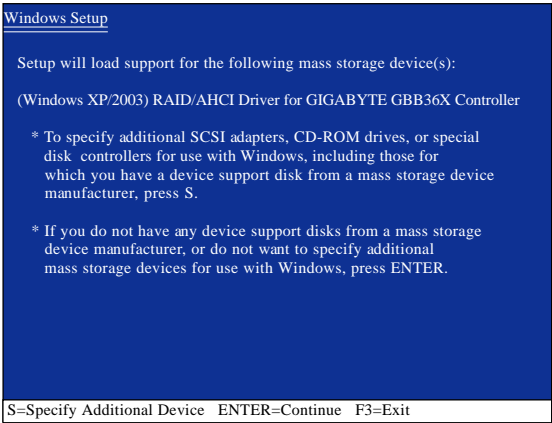 Windows Setup
Setup will load support for the following mass storage device(s):
(Windows XP/2003) RAID/AHCI Driver for GIGABYTE GBB36X Controller
* To specify additional SCSI adapters, CD-ROM drives, or special
disk controllers for use with Windows, including those for
which you have a device support disk from a mass storage device
manufacturer, press S.
* If you do not have any device support disks from a mass storage
device manufacturer, or do not want to specify additional
mass storage devices for use with Windows, press ENTER.
S=Specify Additional Device ENTER=Continue F3=Exit